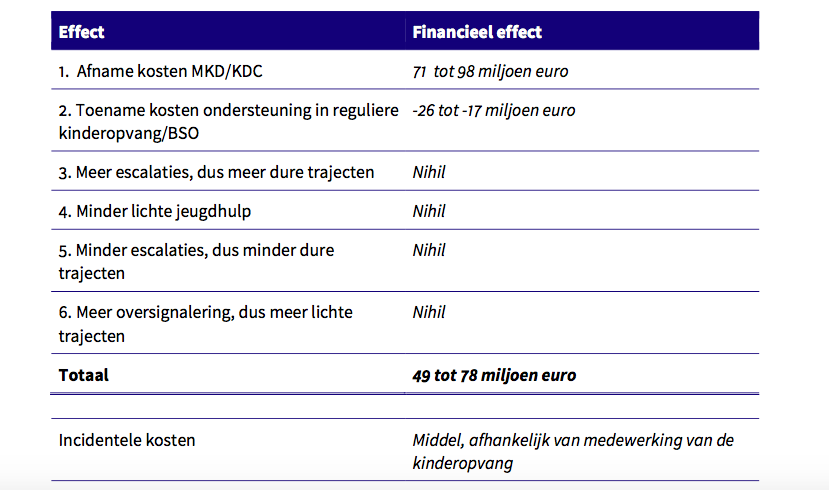 Effect Financieel effect
1. Afname kosten MKD/KDC 71 tot 98 miljoen euro
2. Toename kosten ondersteuning in reguliere -26 tot -17 miljoen euro
kinderopvang/BSO
3. Meer escalaties, dus meer dure trajecten Nihil
4. Minder lichte jeugdhulp Nihil
5. Minder escalaties, dus minder dure Nihil
trajecten
6. Meer oversignalering, dus meer lichte Nihil
trajecten
Totaal 49 tot 78 miljoen euro
Incidentele kosten Middel, afhankelijk van medewerking van de
kinderopvang